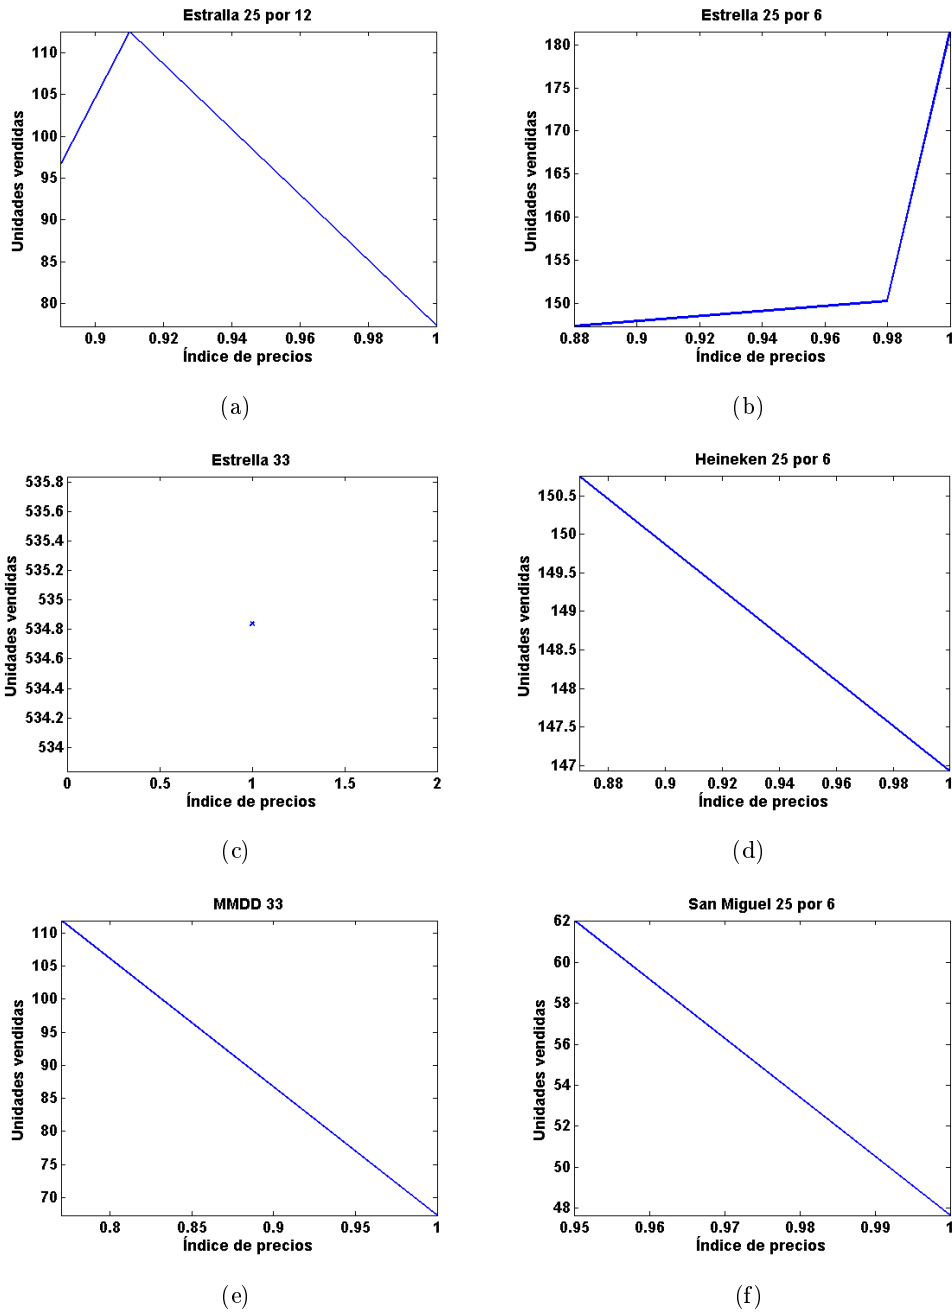 Estralla 25 por 12
110
105
100
95
90
85
80
Unidades vendidas
0.9 0.92 0.94 0.96 0.98 1
Índice de precios
(a)
Estrella 25 por 6
180
175
170
165
160
155
150
Unidades vendidas
0.88 0.9 0.92 0.94 0.96 0.98 1
Índice de precios
(b)
Estrella 33
535.8
535.6
535.4
535.2
535
534.8
534.6
534.4
534.2
534
Unidades vendidas
0 0.5 1 1.5 2
Índice de precios
(c)
Heineken 25 por 6
150.5
150
149.5
149
148.5
148
147.5
147
Unidades vendidas
0.88 0.9 0.92 0.94 0.96 0.98 1
Índice de precios
(d)
MMDD 33
110
105
100
95
90
85
80
75
70
Unidades vendidas
0.8 0.85 0.9 0.95 1
Índice de precios
(e)
San Miguel 25 por 6
62
60
58
56
54
52
50
48
Unidades vendidas
0.95 0.96 0.97 0.98 0.99 1
Índice de precios
(f)